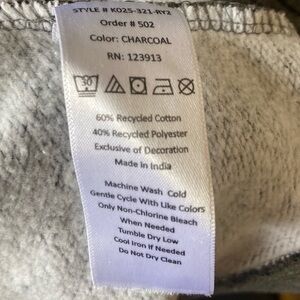 STYLE # K025-321-RY2
Order # 502
Color: CHARCOAL
RN: 123913
30
60% Recycled Cotton
40% Recycled Polyester
Exclusive of Decoration
Made in India
Machine Wash Cold
Gentle Cycle With Like Colors
Only Non-Chlorine Bleach
When Needed
Tumble Dry Low
Cool Iron if Needed
Do Not Dry Clean